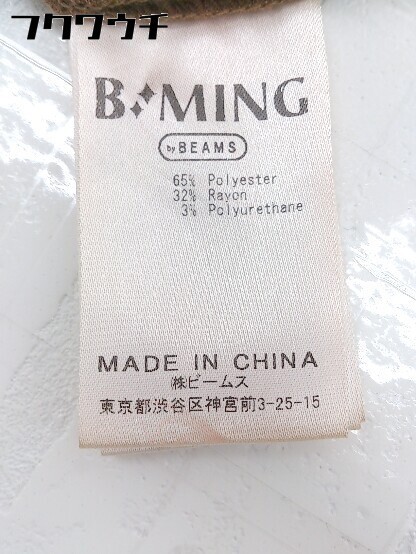 フクワウチ
B✦MING
by BEAMS
65% Polyester
32% Rayon
3% Polyurethane
MADE IN CHINA
㈱ビームス
東京都渋谷区神宮前3-25-15